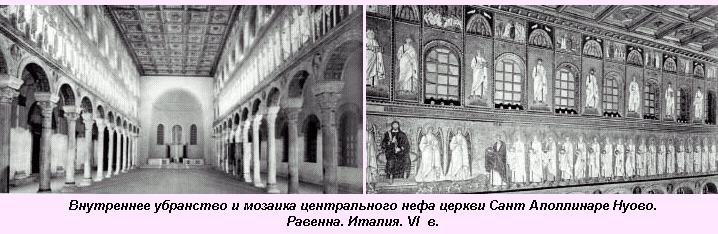 Внутреннее убранство и мозаика центрального нефа церкви Сант Аполлинаре Нуово.
Равенна. Италия. VI в.